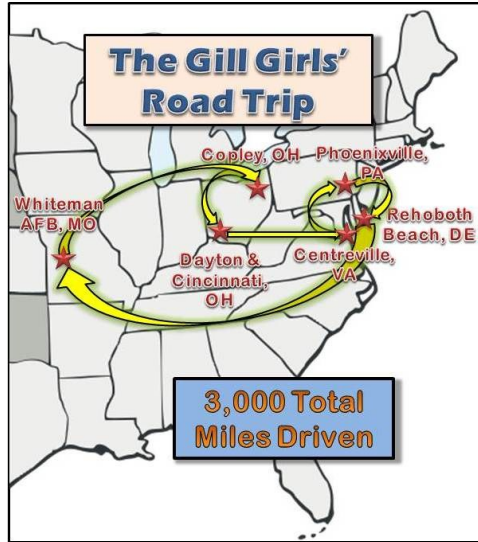 The Gill Girls'
Road Trip
Copley, OH
Phoenixville,
PA
Whiteman
AFB, MO
Rehoboth
Beach, DE
Dayton &
Cincinnati,
OH
Centreville,
VA
3,000 Total
Miles Driven